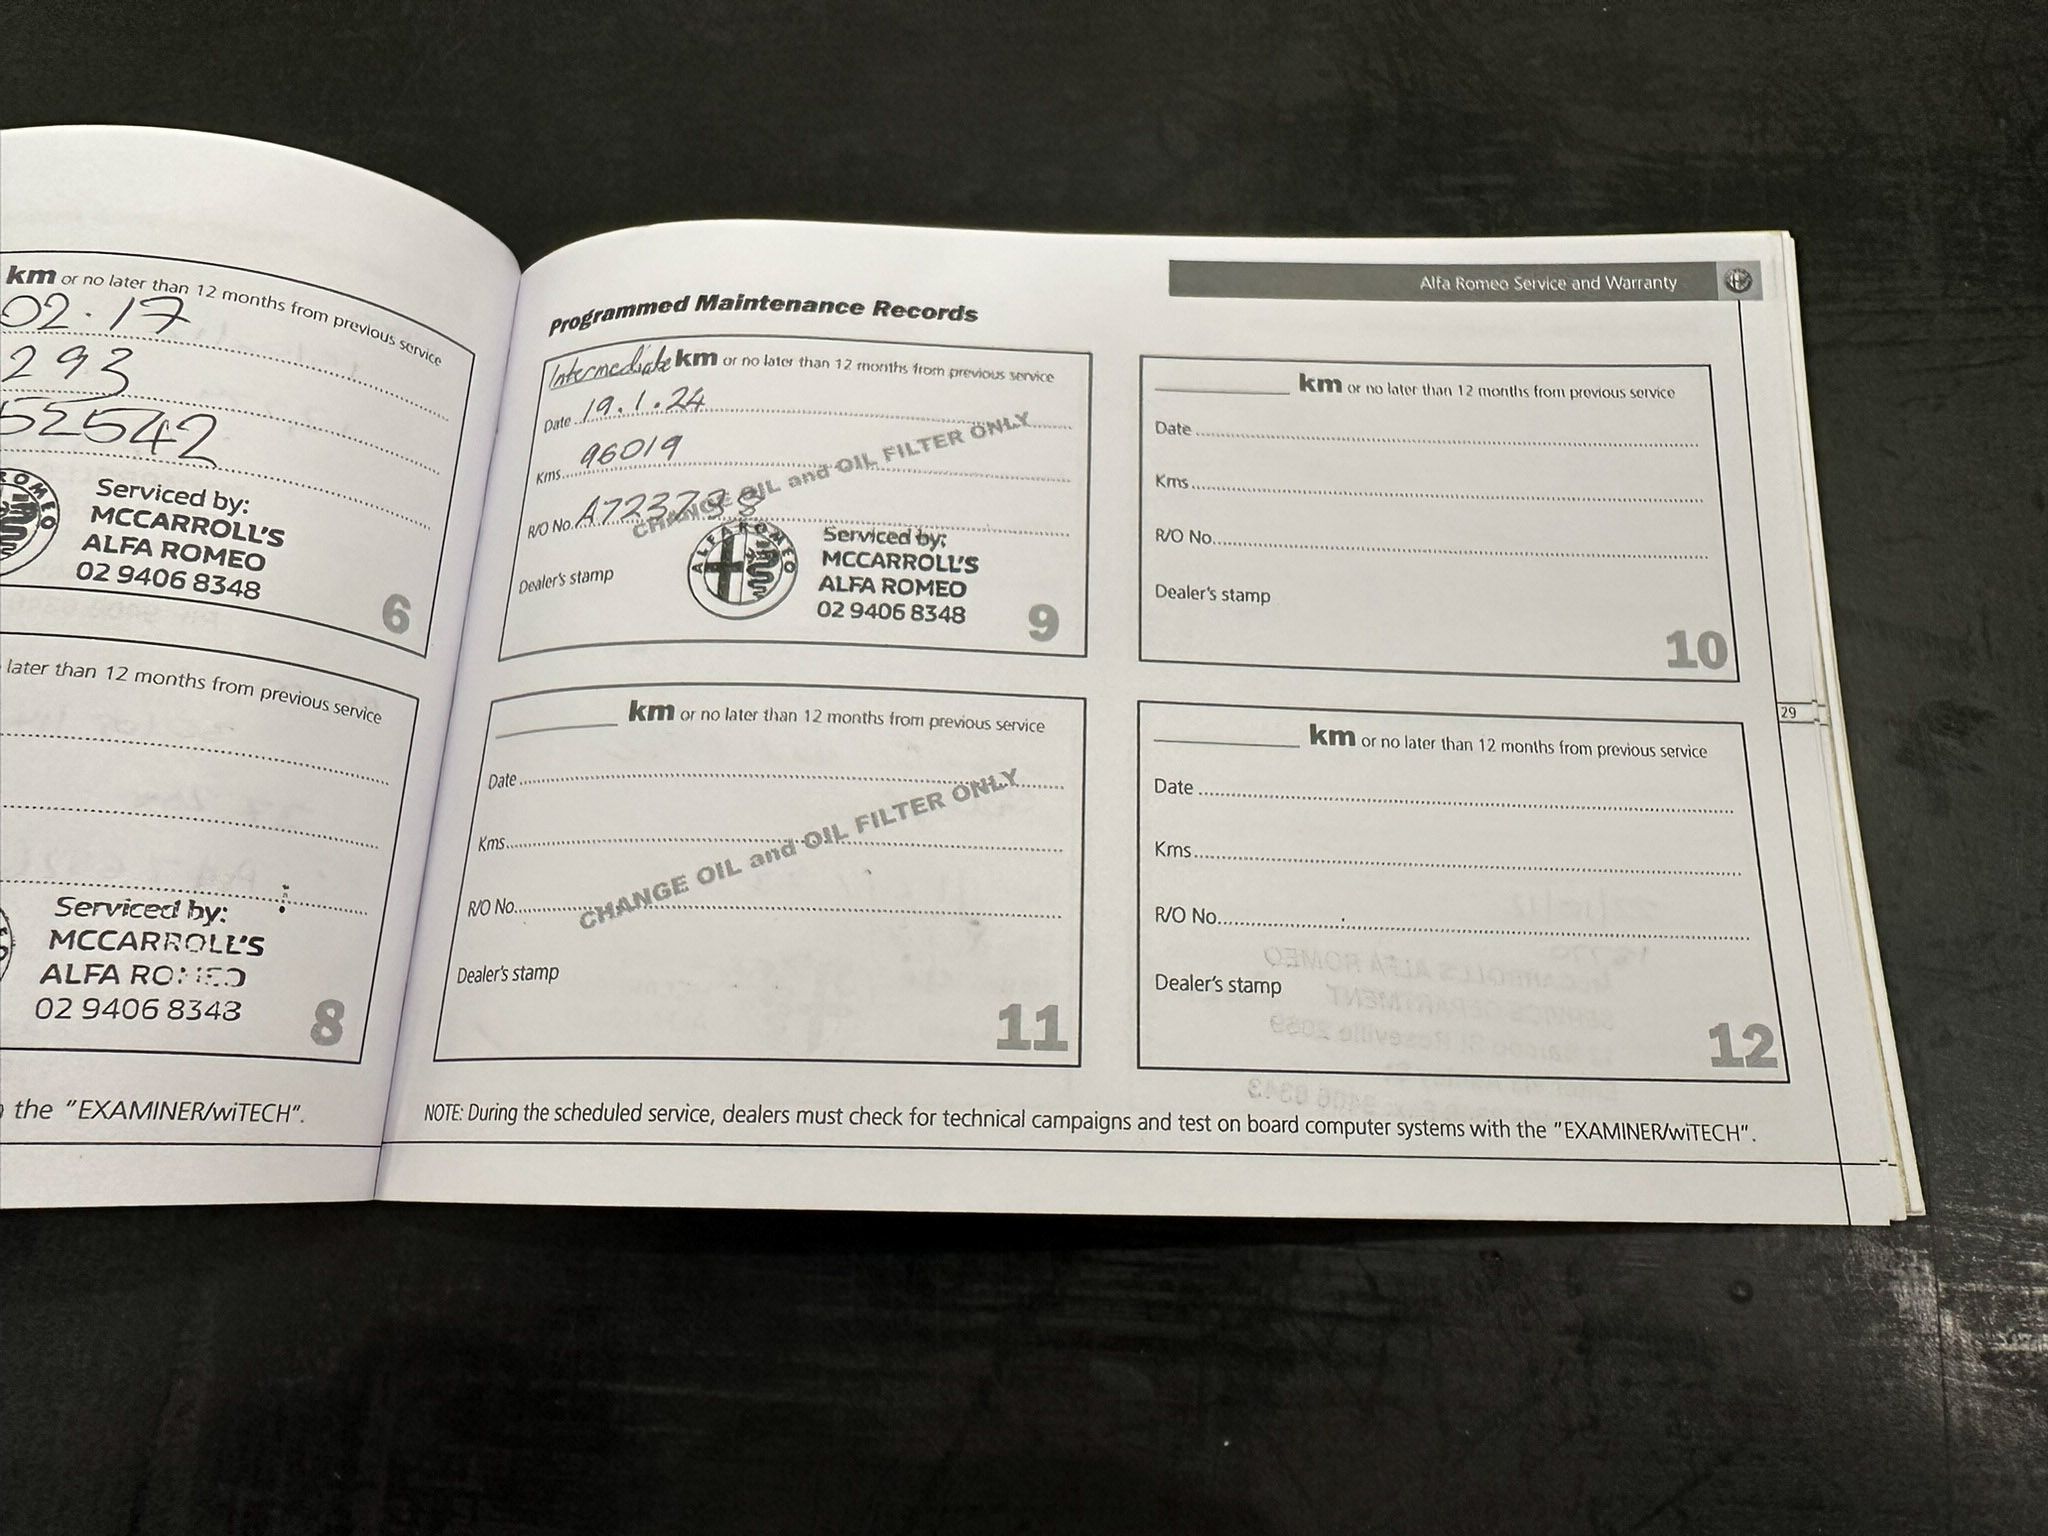 km or no later than 12 months from previous service
02.17
293
52542
ROMEO
Serviced by:
MCCARROLL'S
ALFA ROMEO
02 9406 8348
6
later than 12 months from previous service
Serviced by:
MCCARROLL'S
ALFA ROMEO
02 9406 8348
8
the "EXAMINER/wiTECH".
Alfa Romeo Service and Warranty
Programmed Maintenance Records
Intermediate km or no later than 12 months from previous service
Date 19.1.24
Kms 96019
R/O No. A723738
CHANGE OIL and OIL FILTER ONLY
Dealer's stamp
ALFA ROMEO
Serviced by:
MCCARROLL'S
ALFA ROMEO
02 9406 8348
9
km or no later than 12 months from previous service
Date
Kms
R/O No.
Dealer's stamp
10
km or no later than 12 months from previous service
Date
Kms
R/O No.
CHANGE OIL and OIL FILTER ONLY
Dealer's stamp
11
km or no later than 12 months from previous service
Date
Kms
R/O No.
Dealer's stamp
12
29
NOTE: During the scheduled service, dealers must check for technical campaigns and test on board computer systems with the "EXAMINER/wiTECH".